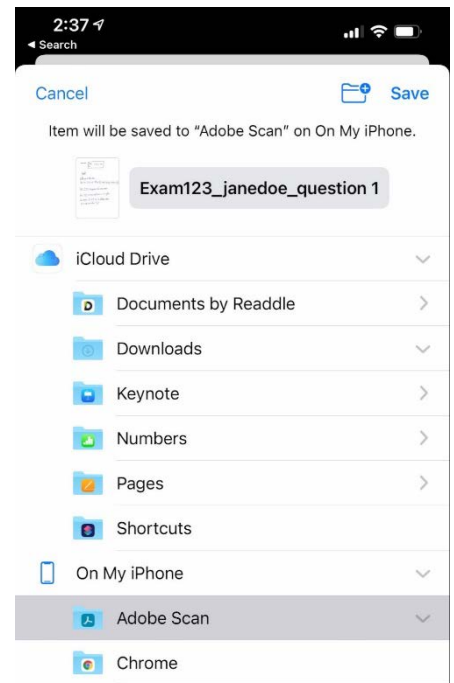 2:37
◀ Search
Cancel Save
Item will be saved to “Adobe Scan” on On My iPhone.
Exam123_janedoe_question 1
iCloud Drive
Documents by Readdle
Downloads
Keynote
Numbers
Pages
Shortcuts
On My iPhone
Adobe Scan
Chrome